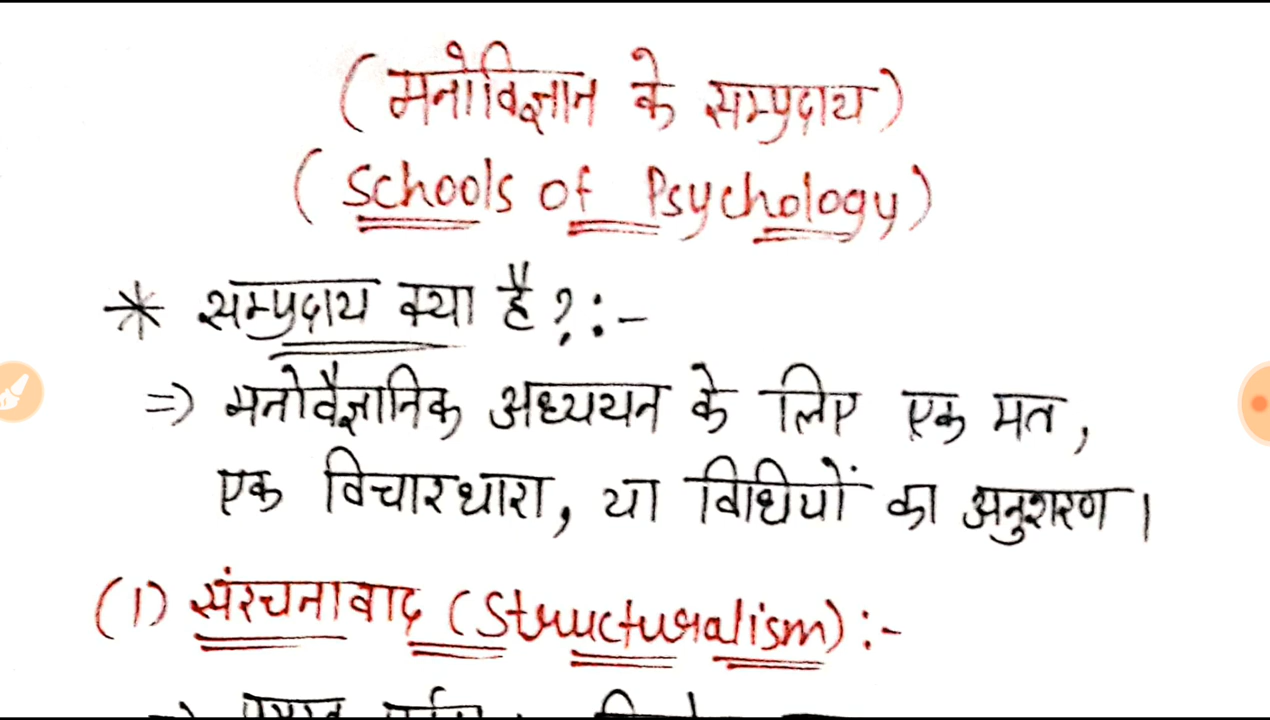 (मनोविज्ञान के सम्प्रदाय)
(Schools of Psychology)
* सम्प्रदाय क्या है?:-
=> मनोवैज्ञानिक अध्ययन के लिए एक मत,
एक विचारधारा, या विधियों का अनुशरण।
(1) संरचनावाद (Structuralism):-